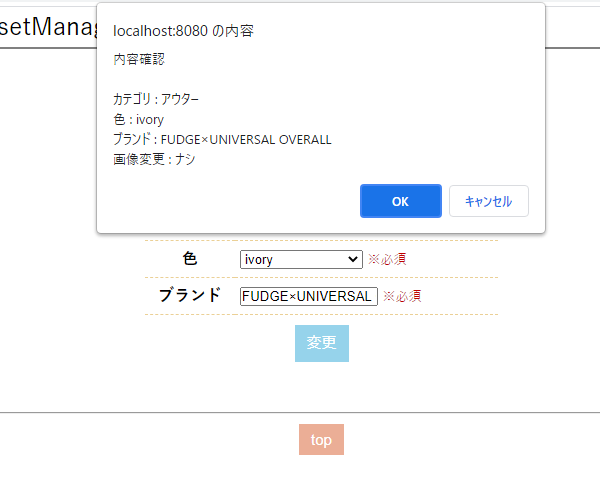 setManag
localhost:8080 の内容
内容確認
カテゴリ : アウター
色 : ivory
ブランド : FUDGE×UNIVERSAL OVERALL
画像変更 : ナシ
OK
キャンセル
色 ivory ※必須
ブランド FUDGE×UNIVERSAL ※必須
変更
top